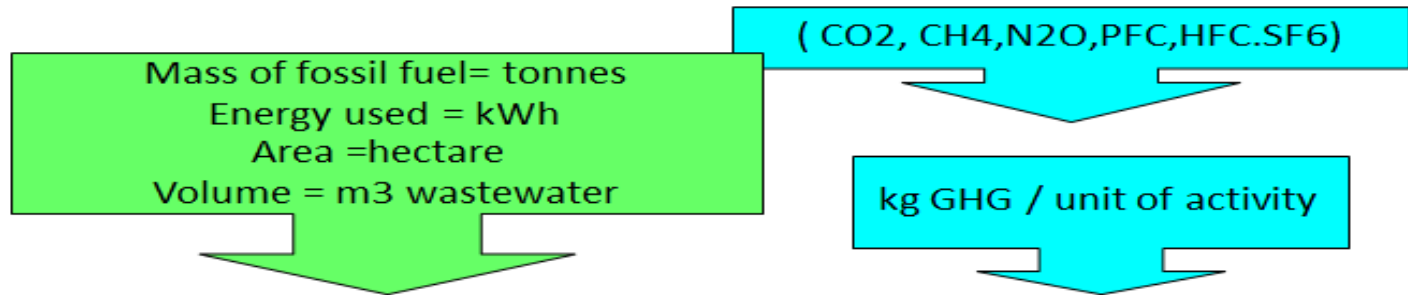 ( CO2, CH4,N2O,PFC,HFC.SF6)
Mass of fossil fuel= tonnes
Energy used = kWh
Area =hectare
Volume = m3 wastewater
kg GHG / unit of activity